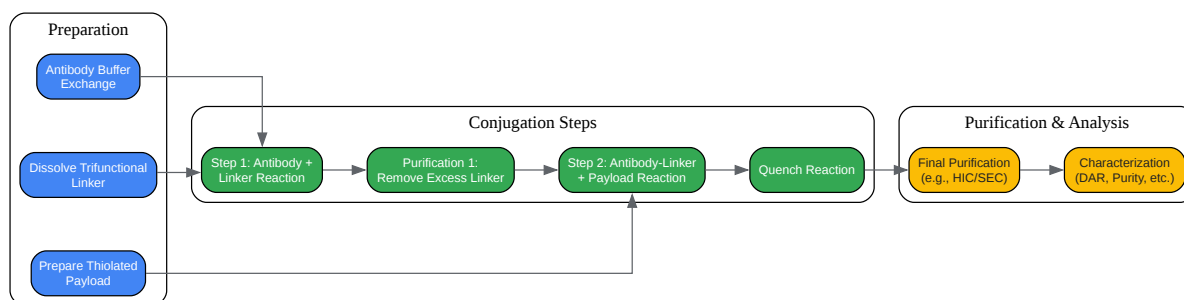 Preparation
Antibody Buffer
Exchange
Dissolve Trifunctional
Linker
Prepare Thiolated
Payload
Conjugation Steps
Step 1: Antibody +
Linker Reaction
Purification 1:
Remove Excess Linker
Step 2: Antibody-Linker
+ Payload Reaction
Quench Reaction
Purification & Analysis
Final Purification
(e.g., HIC/SEC)
Characterization
(DAR, Purity, etc.)